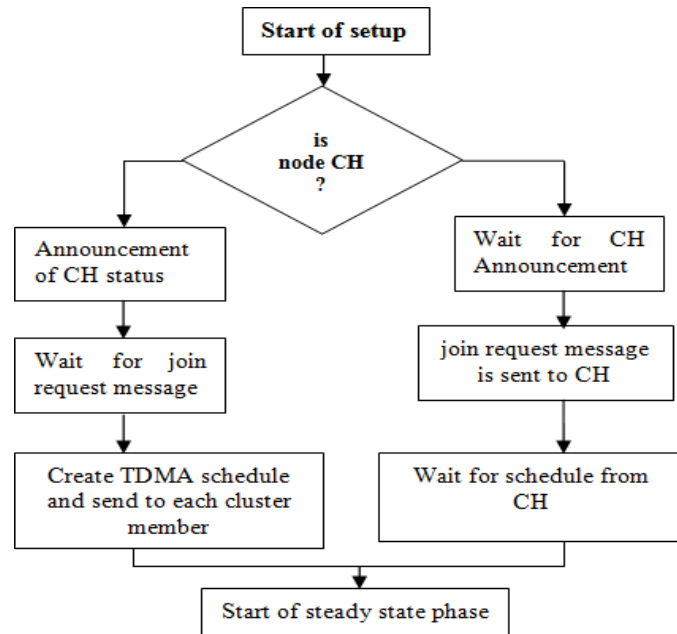 Start of setup
is
node CH
?
Announcement
of CH status
Wait for CH
Announcement
Wait for join
request message
join request message
is sent to CH
Create TDMA schedule
and send to each cluster
member
Wait for schedule from
CH
Start of steady state phase